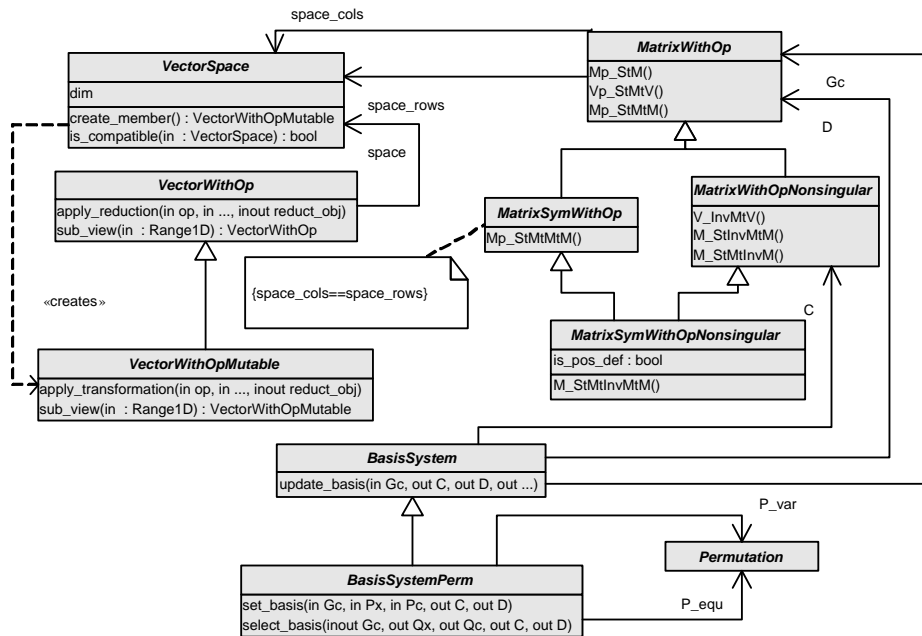 space_cols
VectorSpace
dim
create_member() : VectorWithOpMutable
is_compatible(in : VectorSpace) : bool
MatrixWithOp
Mp_StM()
Vp_StMtV()
Mp_StMtM()
Gc
D
space_rows
space
VectorWithOp
apply_reduction(in op, in ..., inout reduct_obj)
sub_view(in : Range1D) : VectorWithOp
MatrixSymWithOp
Mp_StMtMtM()
MatrixWithOpNonsingular
V_InvMtV()
M_StInvMtM()
M_StMtInvM()
{space_cols==space_rows}
«creates»
C
VectorWithOpMutable
apply_transformation(in op, in ..., inout reduct_obj)
sub_view(in : Range1D) : VectorWithOpMutable
MatrixSymWithOpNonsingular
is_pos_def : bool
M_StMtInvMtM()
BasisSystem
update_basis(in Gc, out C, out D, out ...)
P_var
Permutation
BasisSystemPerm
set_basis(in Gc, in Px, in Pc, out C, out D)
select_basis(inout Gc, out Qx, out Qc, out C, out D)
P_equ